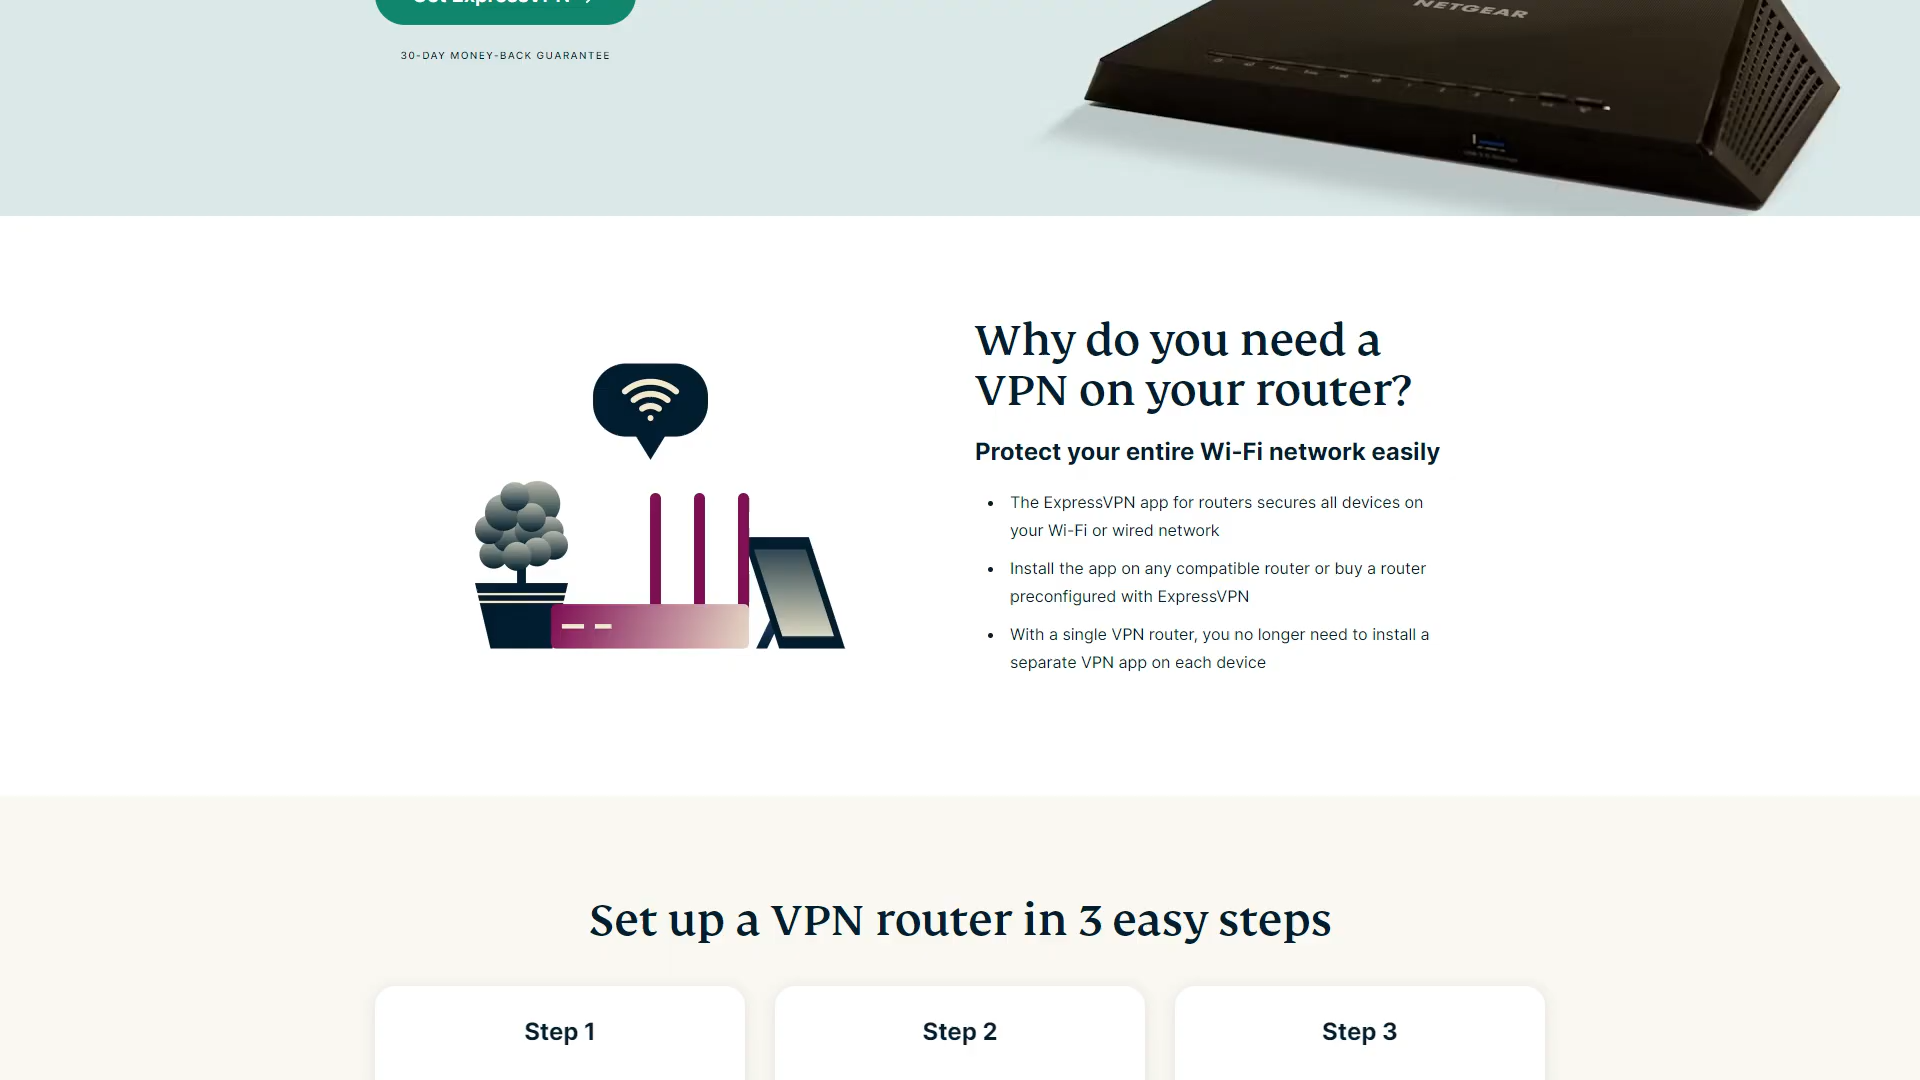 Get ExpressVPN
30-DAY MONEY-BACK GUARANTEE
NETGEAR
Why do you need a
VPN on your router?
Protect your entire Wi-Fi network easily
• The ExpressVPN app for routers secures all devices on
your Wi-Fi or wired network
• Install the app on any compatible router or buy a router
preconfigured with ExpressVPN
• With a single VPN router, you no longer need to install a
separate VPN app on each device
Set up a VPN router in 3 easy steps
Step 1
Step 2
Step 3